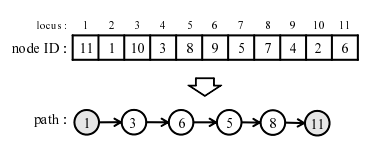 locus : 1 2 3 4 5 6 7 8 9 10 11
node ID : 11 1 10 3 8 9 5 7 4 2 6
path : 1 3 6 5 8 11